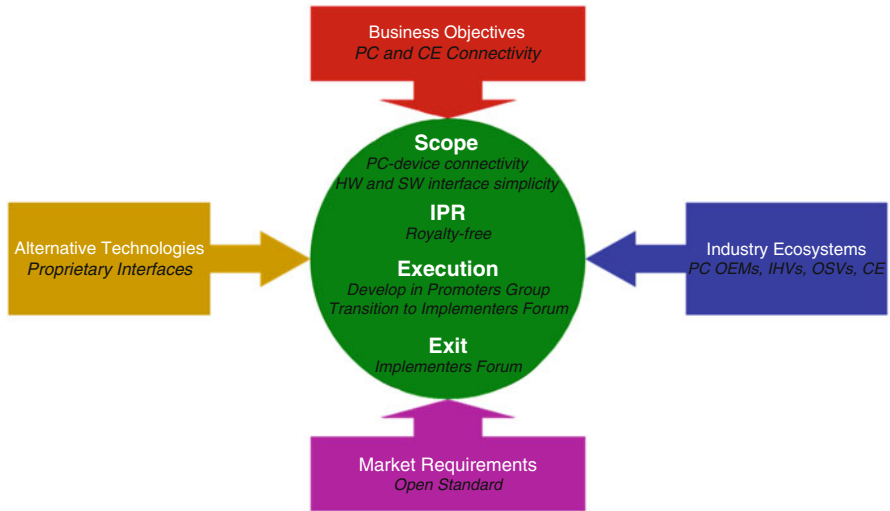 Business Objectives
PC and CE Connectivity
Scope
PC-device connectivity
HW and SW interface simplicity
IPR
Royalty-free
Execution
Develop in Promoters Group
Transition to Implementers Forum
Exit
Implementers Forum
Alternative Technologies
Proprietary Interfaces
Industry Ecosystems
PC OEMs, IHVs, OSVs, CE
Market Requirements
Open Standard